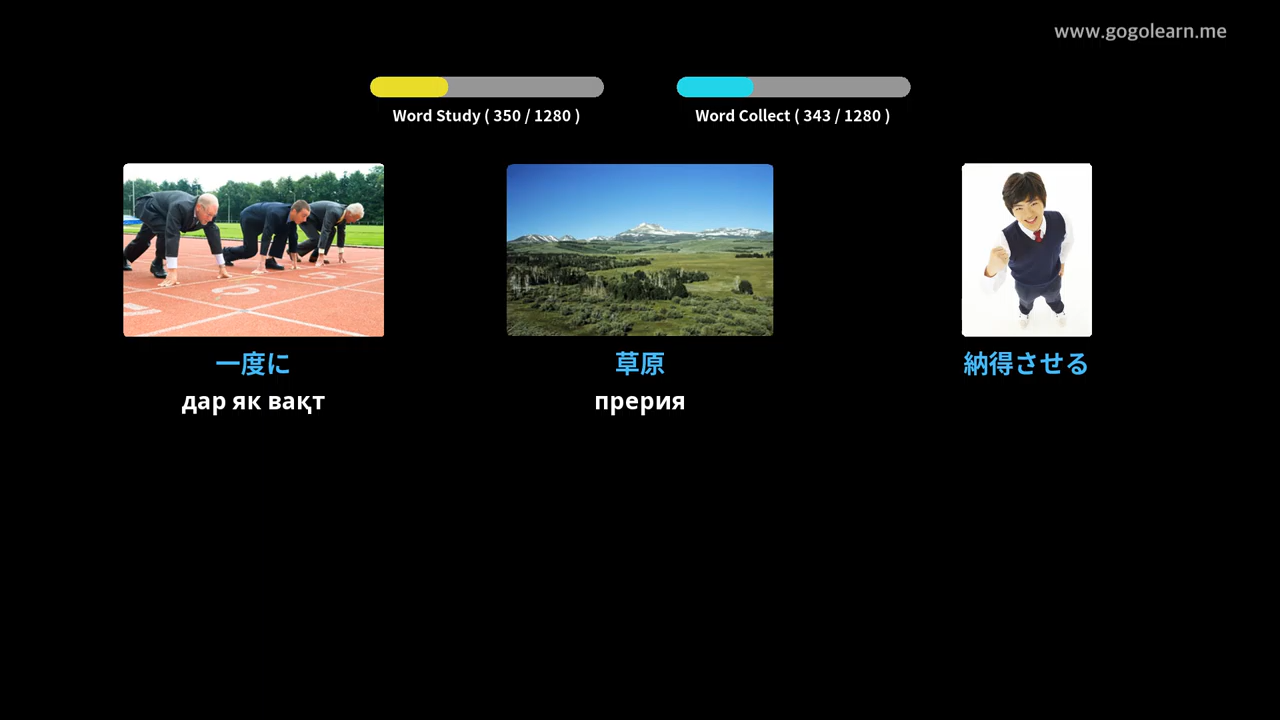 www.gogolearn.me
Word Study ( 350 / 1280 )
Word Collect ( 343 / 1280 )
一度に
дар як вақт
草原
прерия
納得させる